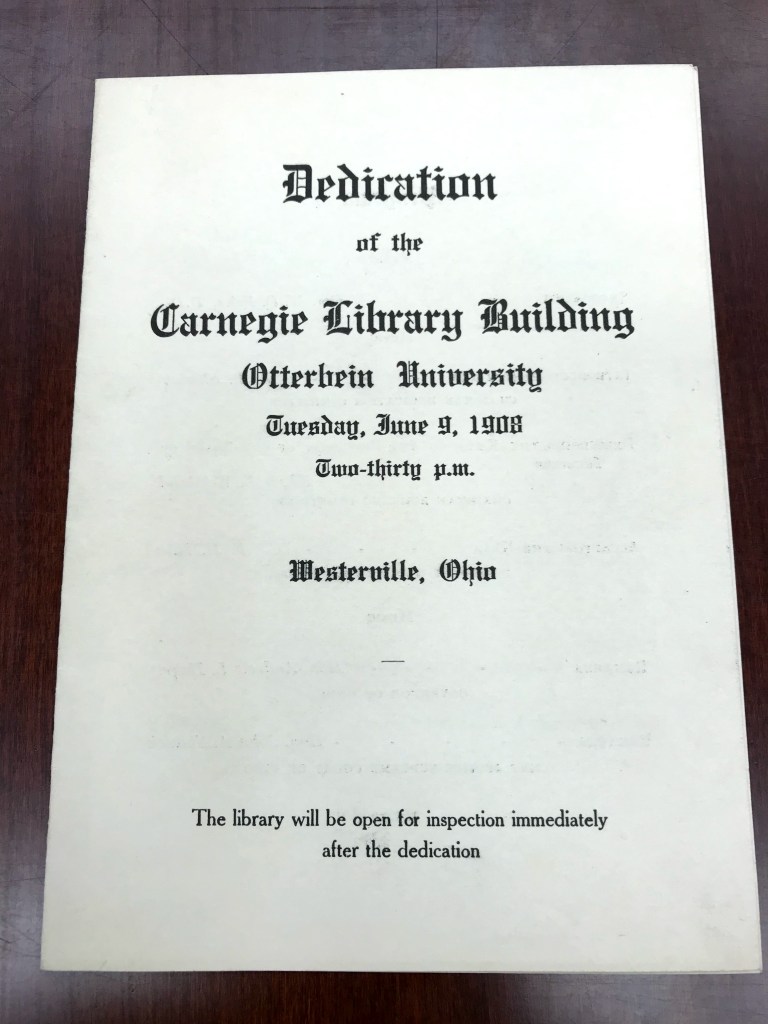 Dedication
of the
Carnegie Library Building
Otterbein University
Tuesday, June 9, 1908
Two-thirty p.m.
Westerville, Ohio
The library will be open for inspection immediately
after the dedication